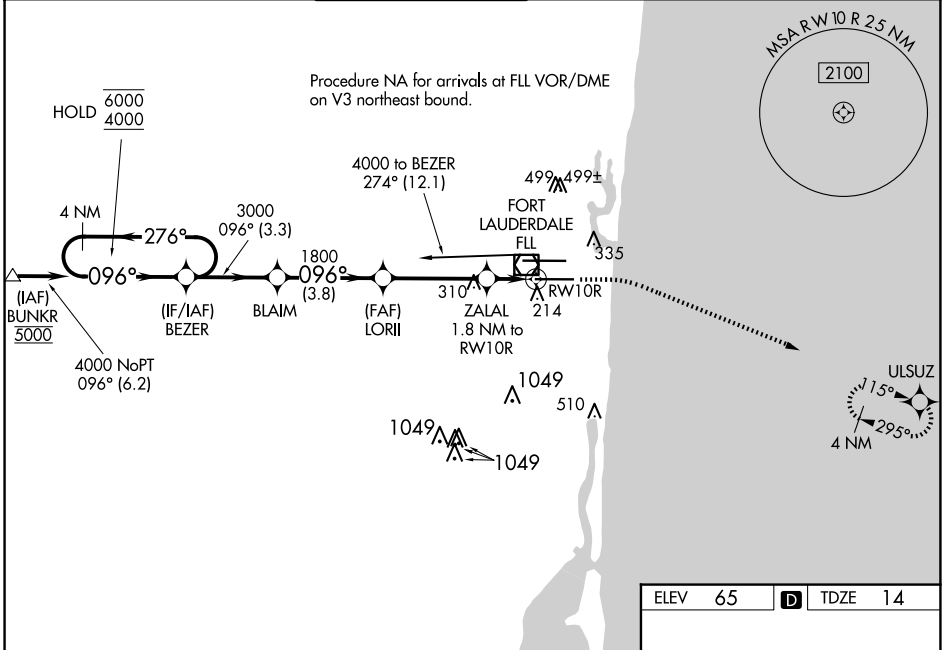 MSA RW 10 R 25 NM
2100
Procedure NA for arrivals at FLL VOR/DME
on V3 northeast bound.
HOLD
6000
4000
4000 to BEZER
274° (12.1)
499
499±
FORT
LAUDERDALE
FLL
335
4 NM
276°
3000
096° (3.3)
096°
1800
096°
(3.8)
310
RW10R
214
(IAF)
BUNKR
5000
(IF/IAF)
BEZER
BLAIM
(FAF)
LORII
ZALAL
1.8 NM to
RW10R
4000 NoPT
096° (6.2)
1049
510
1049
1049
ULSUZ
115°
295°
4 NM
ELEV 65 D TDZE 14